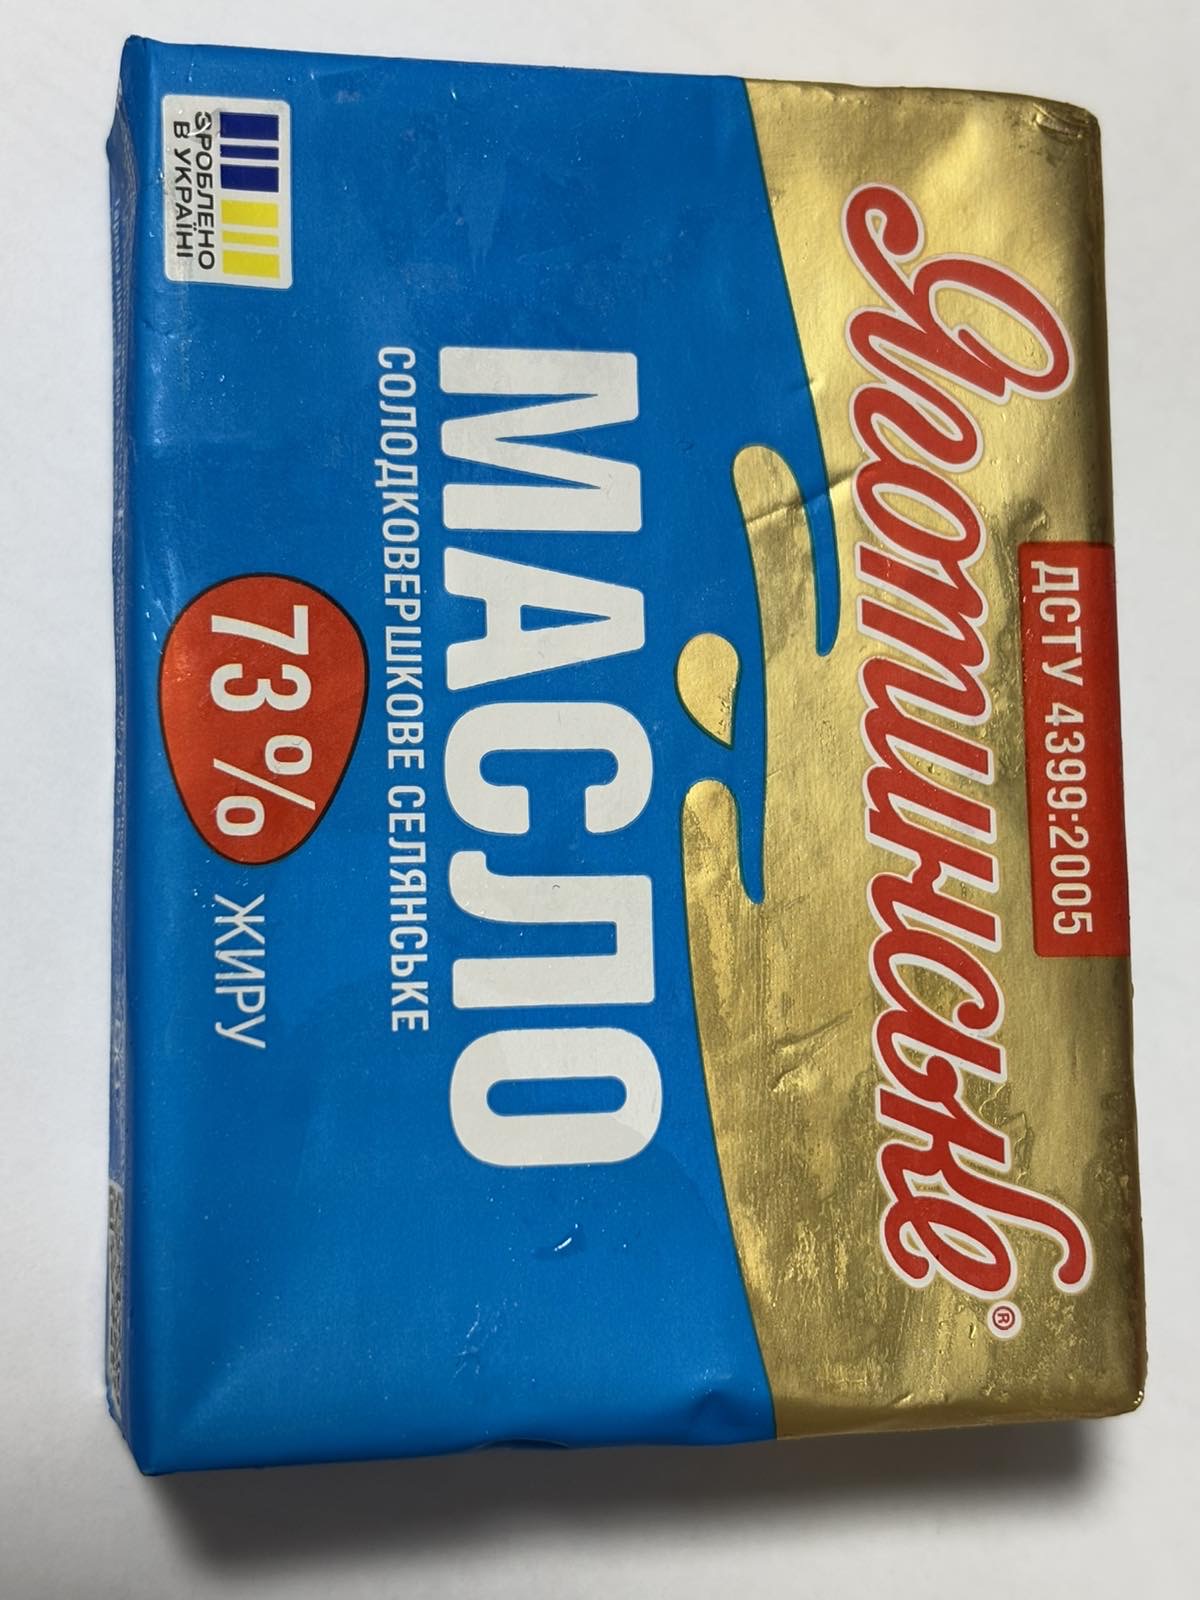 ДСТУ 4399:2005
Яготинське®
МАСЛО
СОЛОДКОВЕРШКОВЕ СЕЛЯНСЬКЕ
73% ЖИРУ
ЗРОБЛЕНО
В УКРАЇНІ